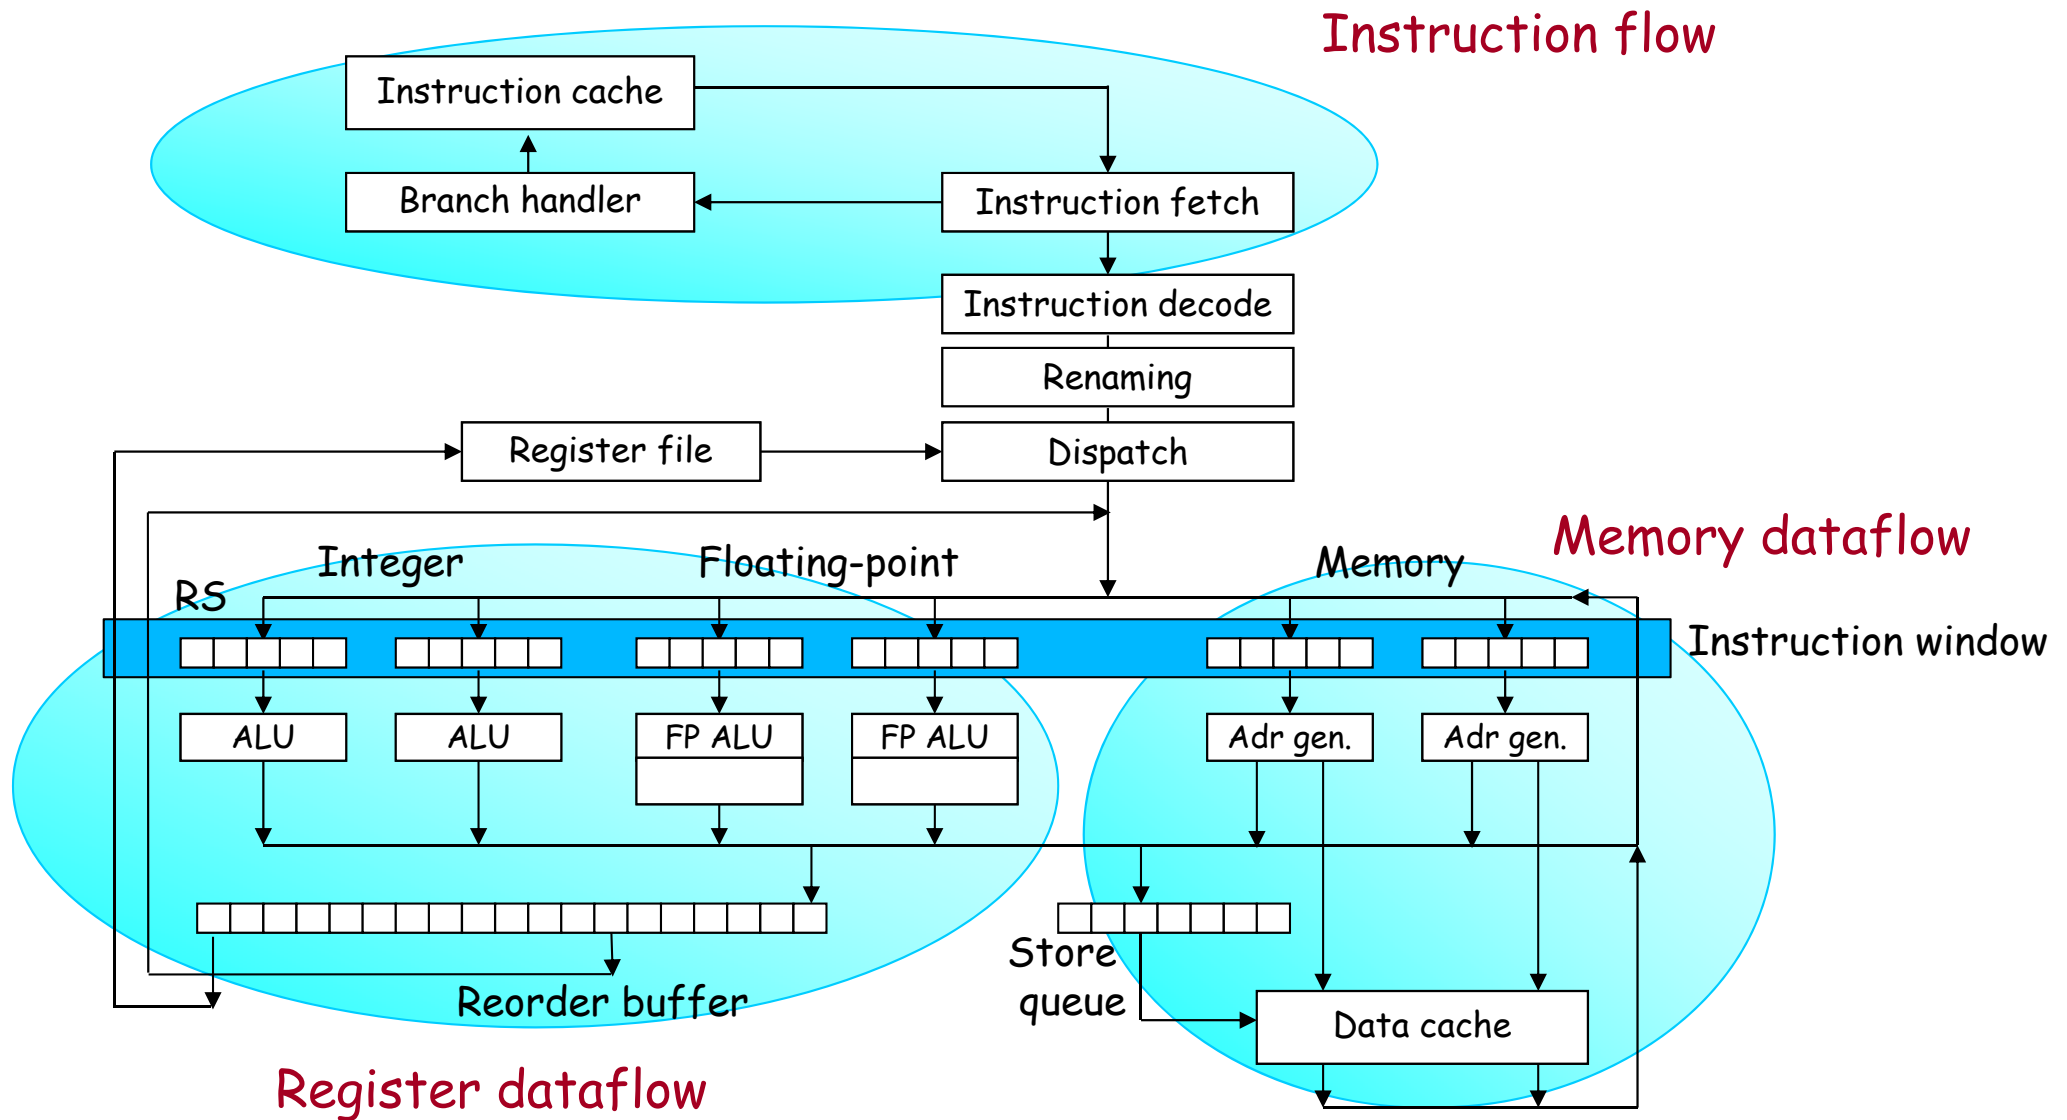 Instruction flow
Instruction cache
Branch handler
Instruction fetch
Instruction decode
Renaming
Register file
Dispatch
Memory dataflow
Integer
Floating-point
Memory
RS
Instruction window
ALU
ALU
FP ALU
FP ALU
Adr gen.
Adr gen.
Store
queue
Reorder buffer
Data cache
Register dataflow